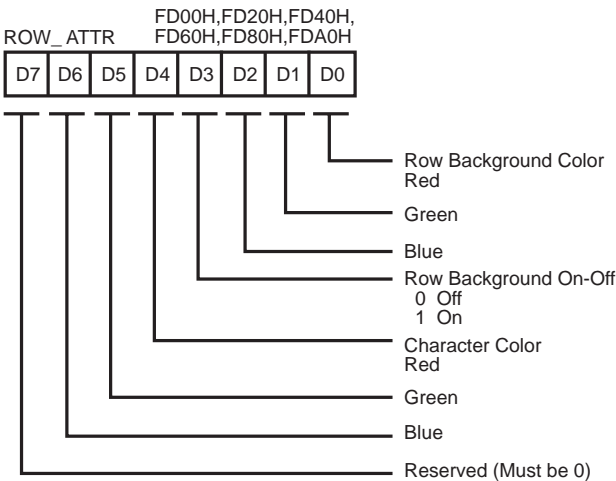 ROW_ ATTR
FD00H,FD20H,FD40H,
FD60H,FD80H,FDA0H
D7 D6 D5 D4 D3 D2 D1 D0
Row Background Color
Red
Green
Blue
Row Background On-Off
0 Off
1 On
Character Color
Red
Green
Blue
Reserved (Must be 0)